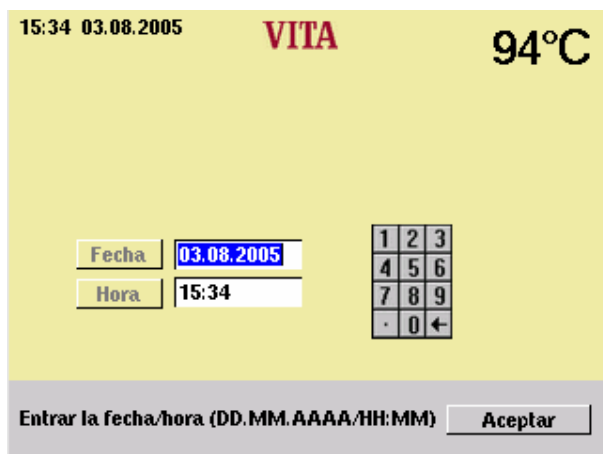 15:34 03.08.2005 VITA 94°C
Fecha 03.08.2005
Hora 15:34
1 2 3
4 5 6
7 8 9
· 0 ←
Entrar la fecha/hora (DD.MM.AAAA/HH:MM) Aceptar